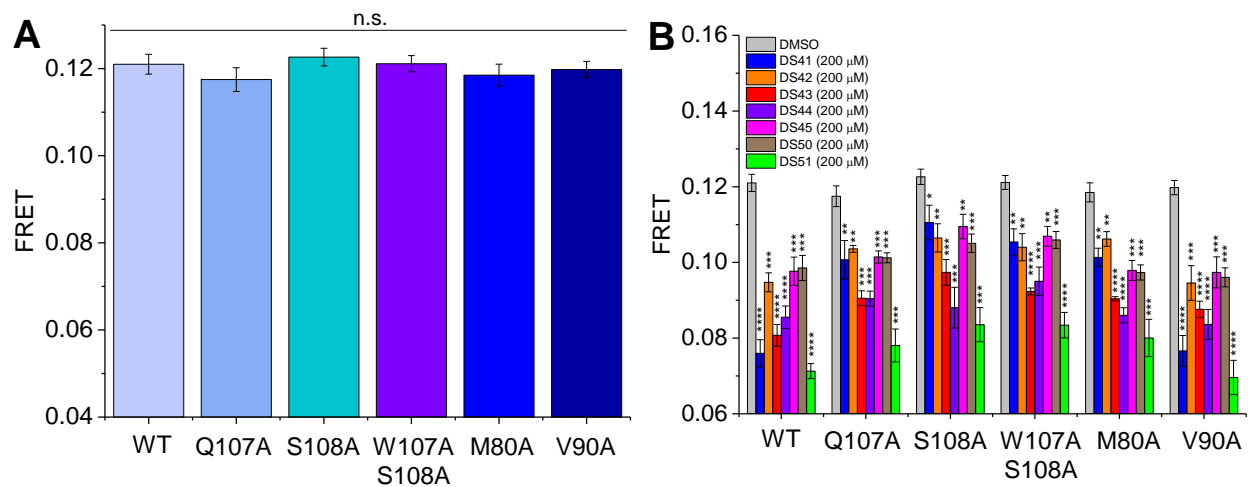 A
n.s.
FRET
0.12
0.10
0.08
0.06
0.04
WT
Q107A
S108A
W107A
S108A
M80A
V90A
B
FRET
0.16
0.14
0.12
0.10
0.08
0.06
DMSO
DS41 (200 μM)
DS42 (200 μM)
DS43 (200 μM)
DS44 (200 μM)
DS45 (200 μM)
DS50 (200 μM)
DS51 (200 μM)
**** *** **** **** *** *** ****
** ** *** *** *** *** ***
* ** *** *** ** *** ***
** ** **** *** ** *** ****
** ** **** **** *** *** ***
**** *** *** **** *** *** ****
WT
Q107A
S108A
W107A
S108A
M80A
V90A